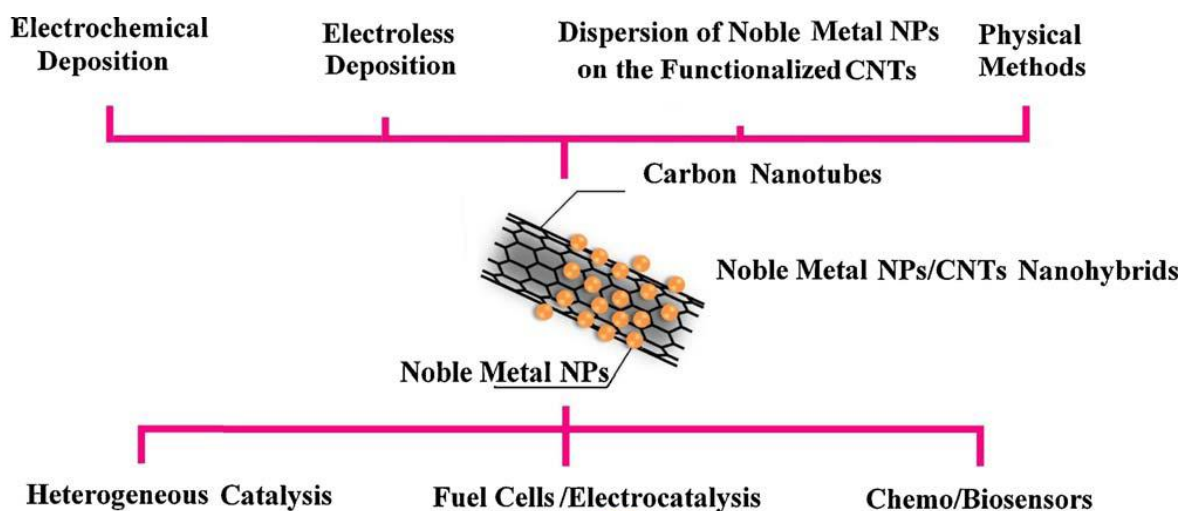 Electrochemical
Deposition
Electroless
Deposition
Dispersion of Noble Metal NPs
on the Functionalized CNTs
Physical
Methods
Carbon Nanotubes
Noble Metal NPs/CNTs Nanohybrids
Noble Metal NPs
Heterogeneous Catalysis
Fuel Cells/Electrocatalysis
Chemo/Biosensors